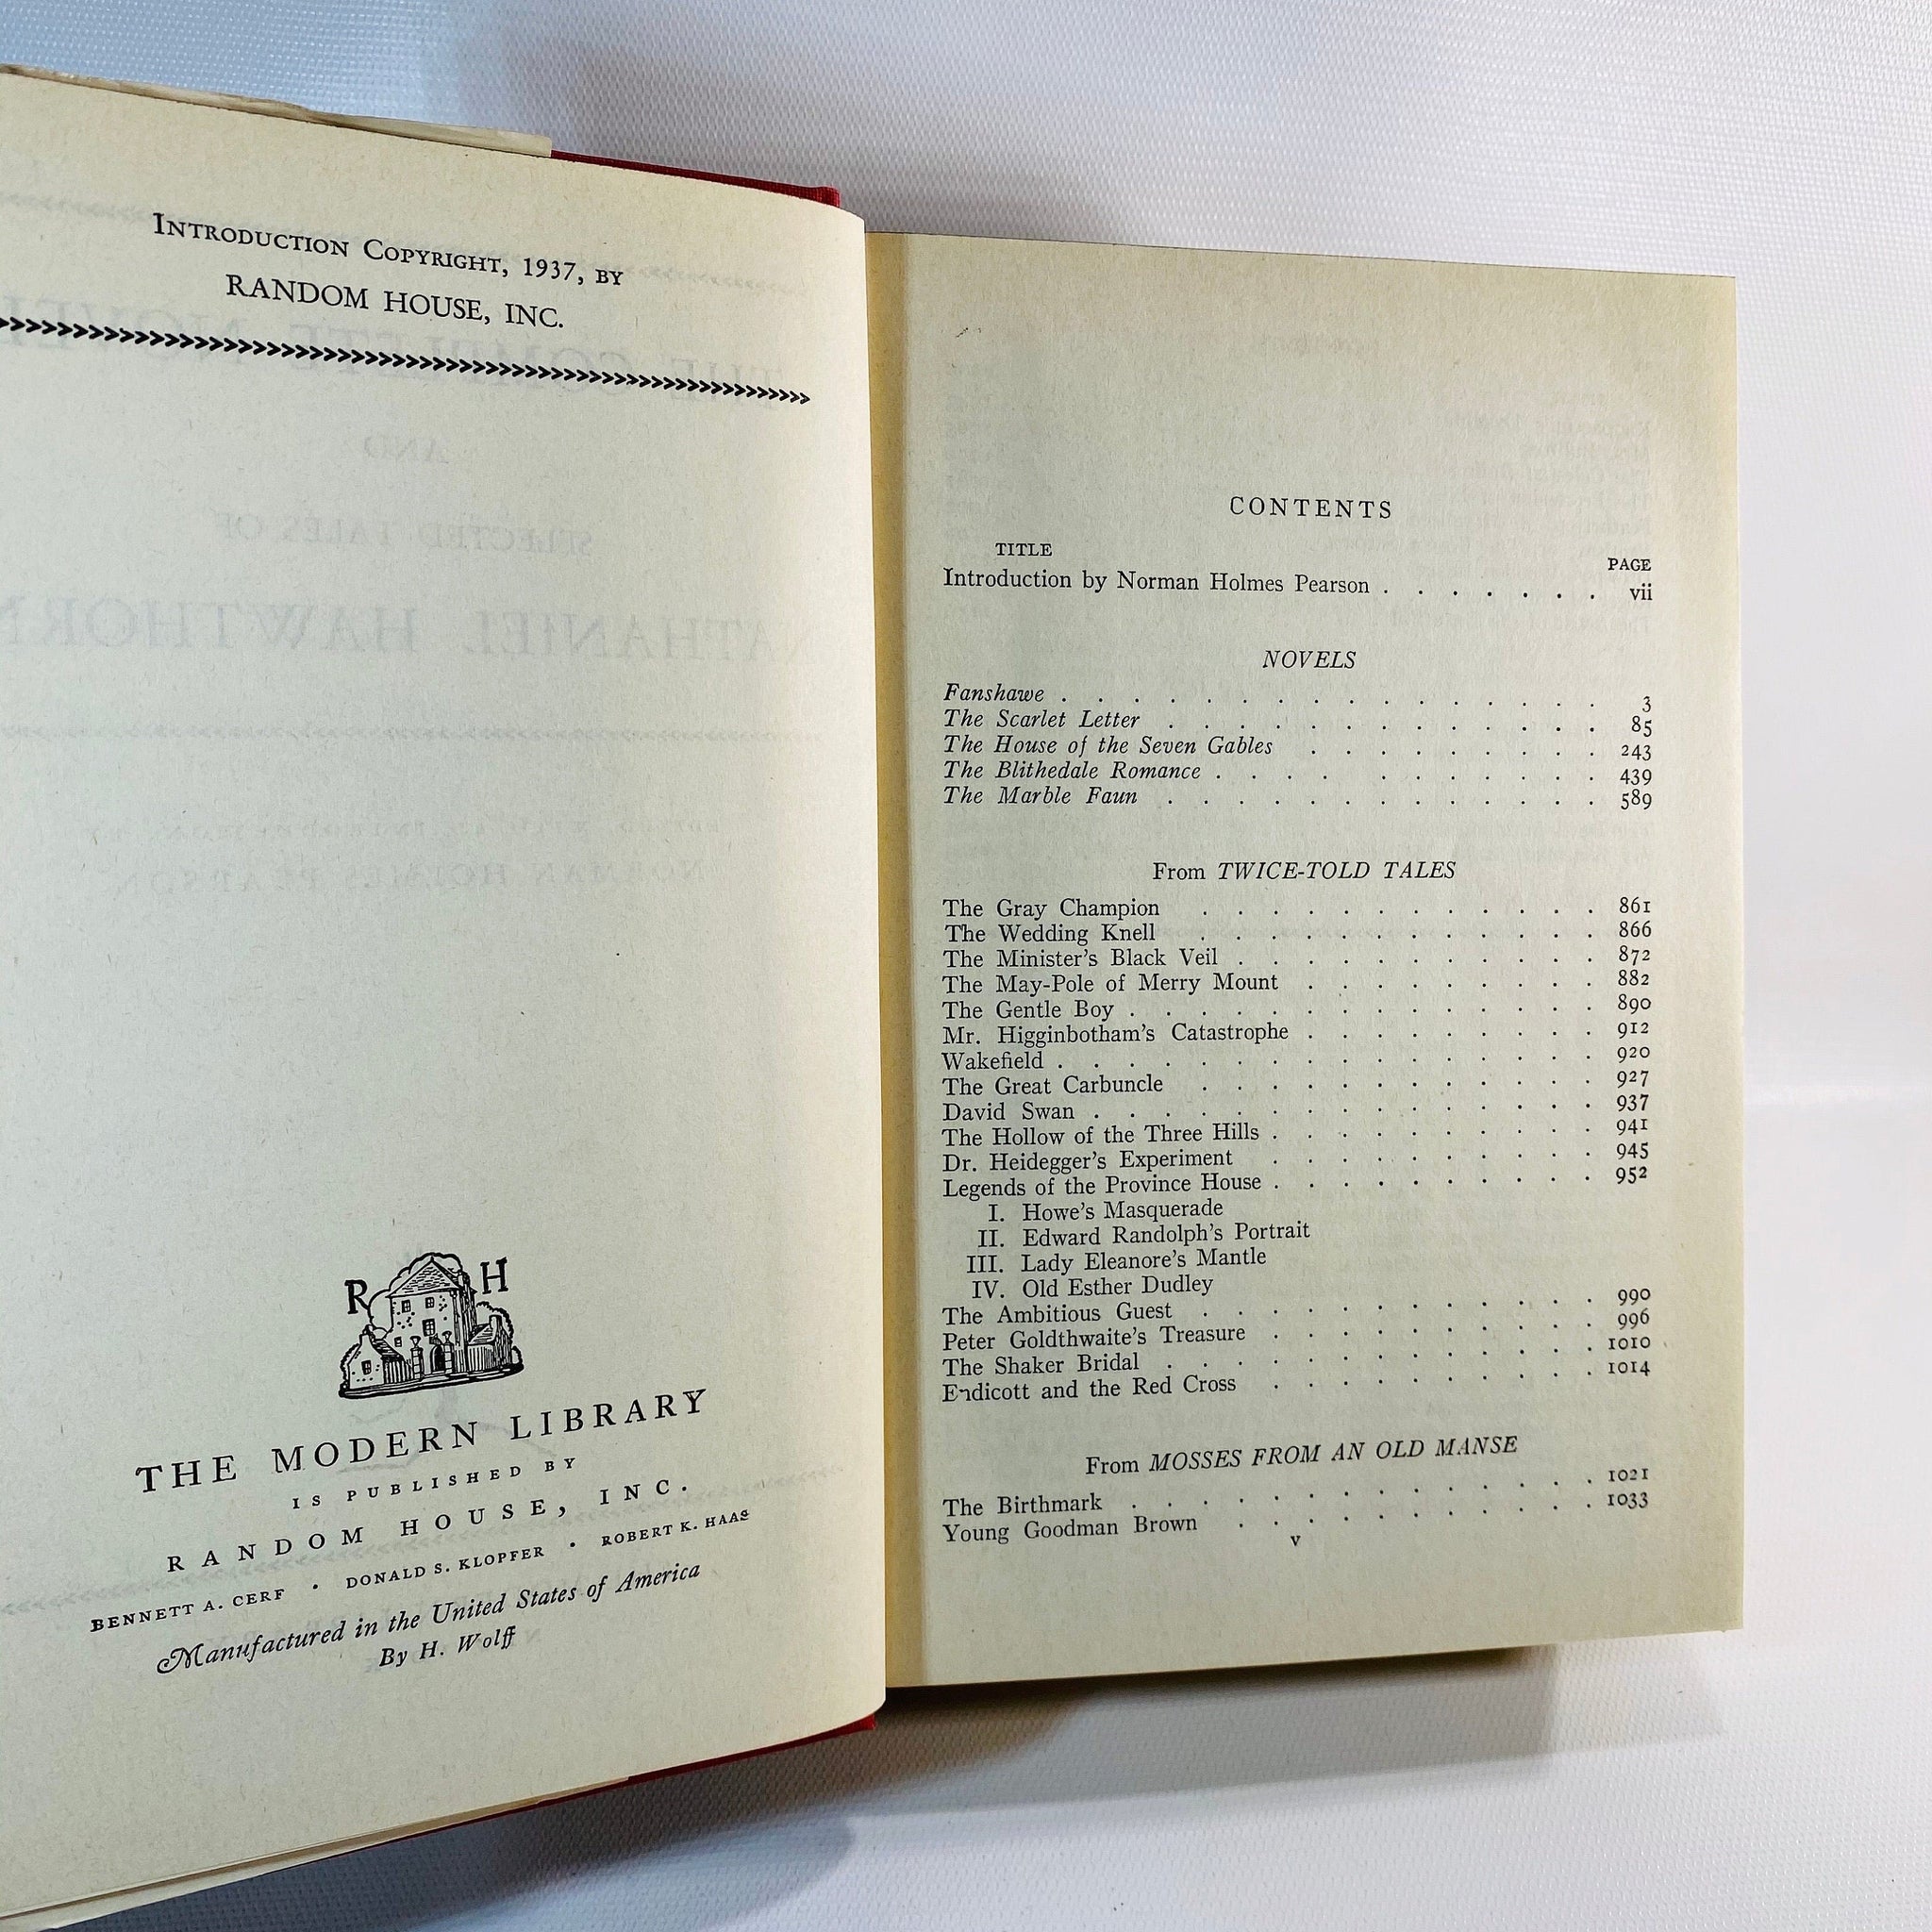 INTRODUCTION COPYRIGHT, 1937, BY
RANDOM HOUSE, INC.
R H
THE MODERN LIBRARY
IS PUBLISHED BY
RANDOM HOUSE, INC.
BENNETT A. CERF · DONALD S. KLOPFER · ROBERT K. HAAS
Manufactured in the United States of America
By H. Wolff
CONTENTS
TITLE PAGE
Introduction by Norman Holmes Pearson . . . . . . . vii
NOVELS
Fanshawe . . . . . . . . . . . . . . . . 3
The Scarlet Letter . . . . . . . . . . . . . 85
The House of the Seven Gables . . . . . . . . . 243
The Blithedale Romance . . . . . . . . . . . 439
The Marble Faun . . . . . . . . . . . . . 589
From TWICE-TOLD TALES
The Gray Champion . . . . . . . . . . . . 861
The Wedding Knell . . . . . . . . . . . . 866
The Minister's Black Veil . . . . . . . . . . . 872
The May-Pole of Merry Mount . . . . . . . . . 882
The Gentle Boy . . . . . . . . . . . . . . 890
Mr. Higginbotham's Catastrophe . . . . . . . . . 912
Wakefield . . . . . . . . . . . . . . . . 920
The Great Carbuncle . . . . . . . . . . . . 927
David Swan . . . . . . . . . . . . . . . 937
The Hollow of the Three Hills . . . . . . . . . . 941
Dr. Heidegger's Experiment . . . . . . . . . . 945
Legends of the Province House . . . . . . . . . . 952
I. Howe's Masquerade
II. Edward Randolph's Portrait
III. Lady Eleanore's Mantle
IV. Old Esther Dudley
The Ambitious Guest . . . . . . . . . . . . 990
Peter Goldthwaite's Treasure . . . . . . . . . . 996
The Shaker Bridal . . . . . . . . . . . . . 1010
Endicott and the Red Cross . . . . . . . . . . 1014
From MOSSES FROM AN OLD MANSE
The Birthmark . . . . . . . . . . . . . . 1021
Young Goodman Brown . . . . . . . . . . . 1033
v